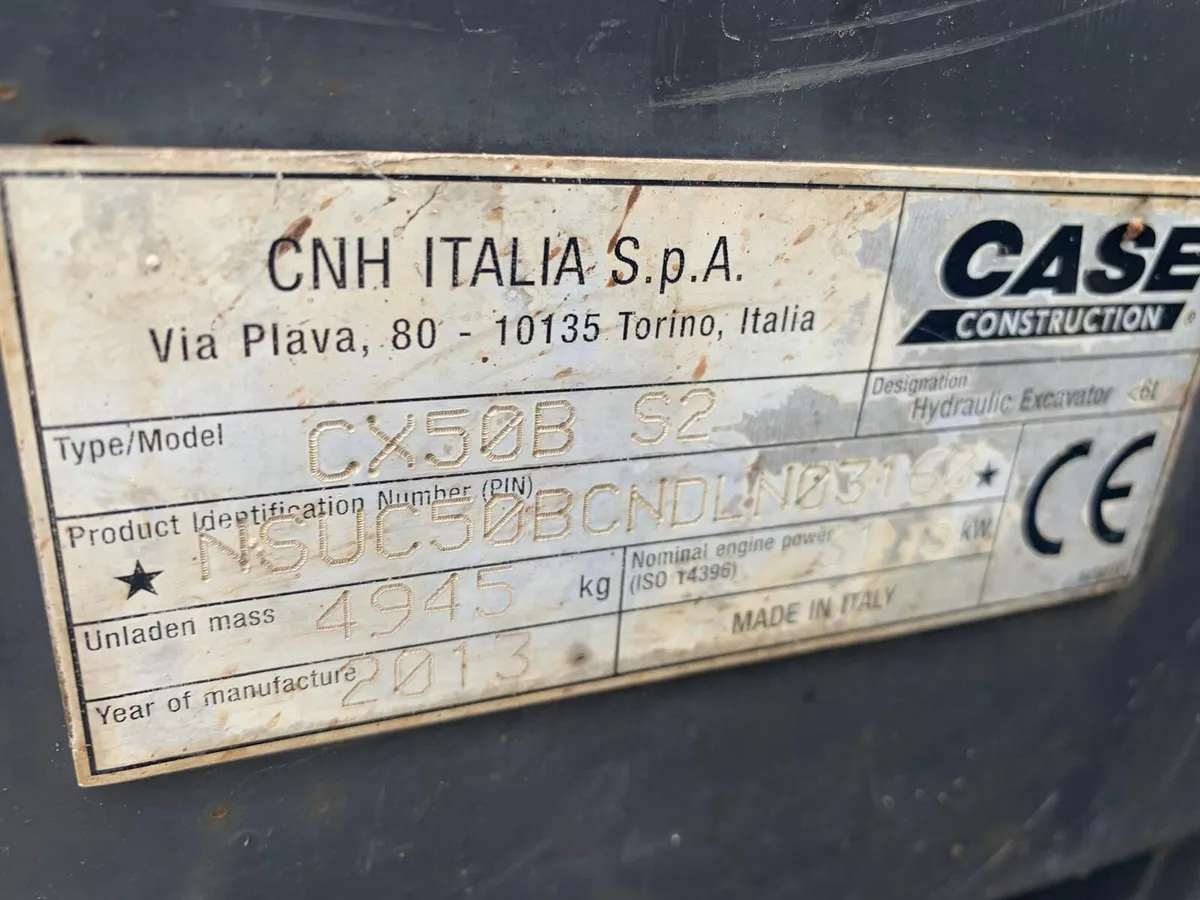 CNH ITALIA S.p.A.
Via Plava, 80 - 10135 Torino, Italia
CASE
CONSTRUCTION ®
Type/Model CX50B S2
Designation
Hydraulic Excavator <6t
Product Identification Number (PIN)
★ ★
Unladen mass 4945 kg
Nominal engine power kW
(ISO 14396)
Year of manufacture 2013
MADE IN ITALY
CE